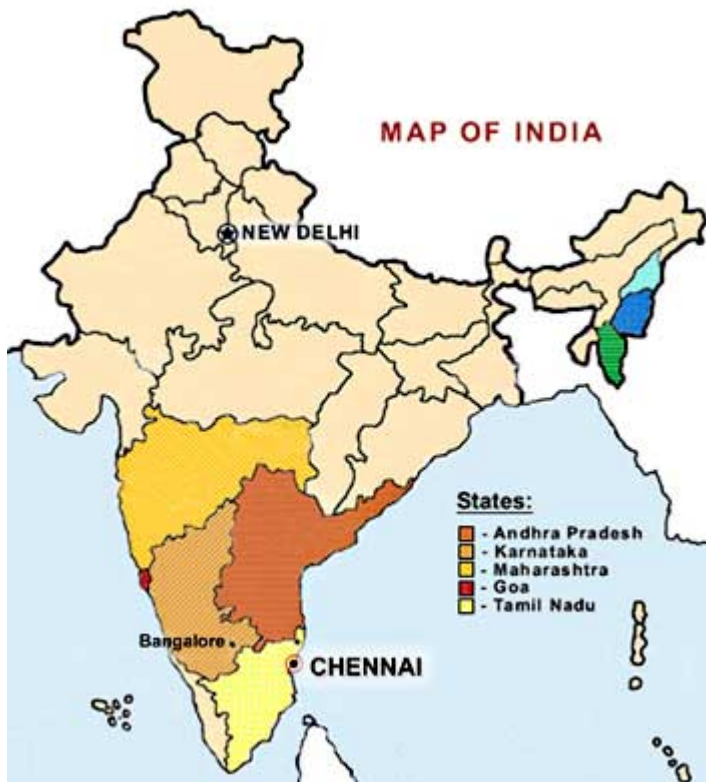 MAP OF INDIA
NEW DELHI
States:
- Andhra Pradesh
- Karnataka
- Maharashtra
- Goa
- Tamil Nadu
Bangalore
CHENNAI